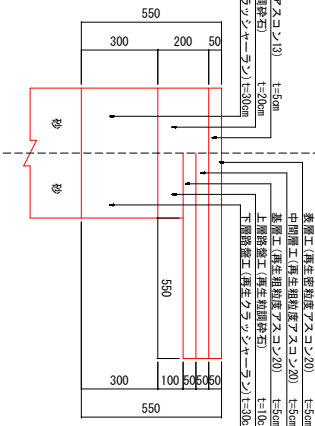 550
300
200
50
アスコン13) t=5cm
調砕石) t=20cm
クラッシャーラン)t=30cm
砂
砂
表層工(再生密粒度アスコン20) t=5cm
中間層工(再生粗粒度アスコン20) t=5cm
基層工(再生粗粒度アスコン20) t=5cm
上層路盤工(再生粒調砕石) t=10c
下層路盤工(再生クラッシャーラン)t=30c
550
300
100
50
50
50
550